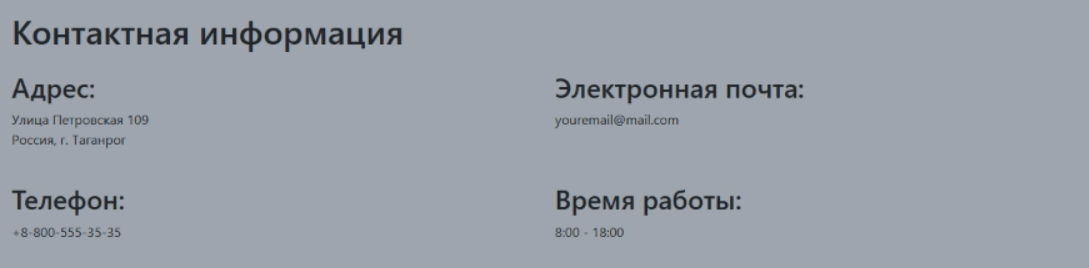 Контактная информация
Адрес:
Улица Петровская 109
Россия, г. Таганрог
Электронная почта:
youremail@mail.com
Телефон:
+8-800-555-35-35
Время работы:
8:00 - 18:00